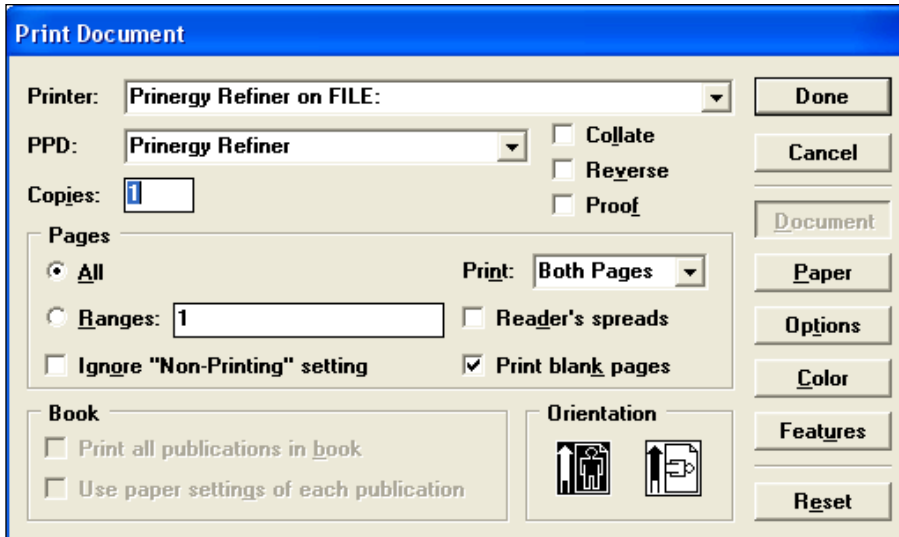 Print Document
Printer: Prinergy Refiner on FILE:
Done
PPD: Prinergy Refiner
Collate
Cancel
Reverse
Copies: 1
Proof
Document
Pages
All
Print: Both Pages
Paper
Ranges: 1
Reader's spreads
Options
Ignore "Non-Printing" setting
Print blank pages
Color
Book
Orientation
Features
Print all publications in book
Use paper settings of each publication
Reset